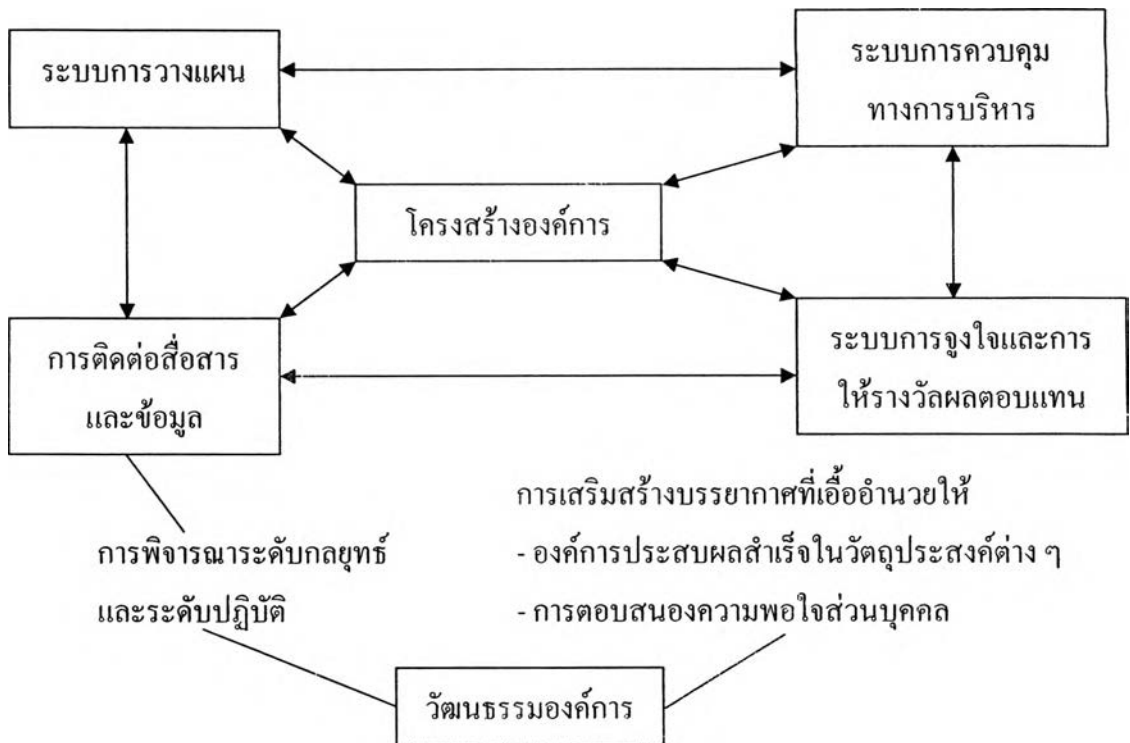 ระบบการวางแผน
ระบบการควบคุม
ทางการบริหาร
โครงสร้างองค์การ
การติดต่อสื่อสาร
และข้อมูล
ระบบการจูงใจและการ
ให้รางวัลผลตอบแทน
การพิจารณาระดับกลยุทธ์
และระดับปฏิบัติ
การเสริมสร้างบรรยากาศที่เอื้ออำนวยให้
- องค์การประสบผลสำเร็จในวัตถุประสงค์ต่าง ๆ
- การตอบสนองความพอใจส่วนบุคคล
วัฒนธรรมองค์การ